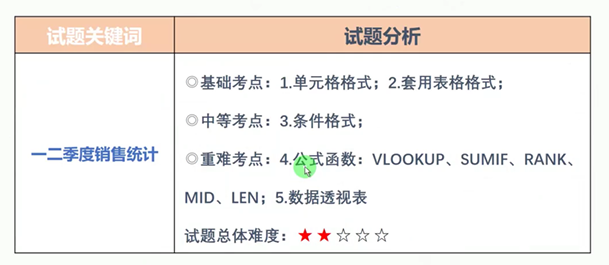 试题关键词
试题分析
一二季度销售统计
◎基础考点：1.单元格格式；2.套用表格格式；
◎中等考点：3.条件格式；
◎重难考点：4.公式函数：VLOOKUP、SUMIF、RANK、
MID、LEN；5.数据透视表
试题总体难度：★★☆☆☆